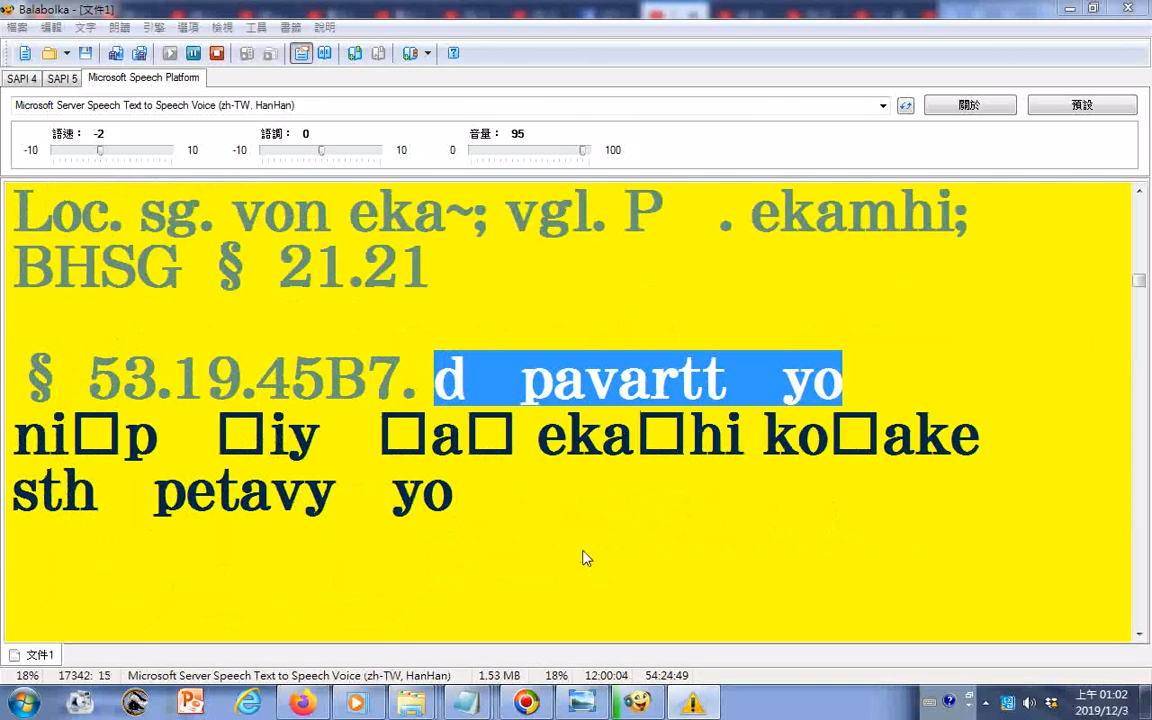 Balabolka - [文件1]
檔案 編輯 文字 朗讀 引擎 選項 檢視 工具 書籤 說明
SAPI 4 SAPI 5 Microsoft Speech Platform
Microsoft Server Speech Text to Speech Voice (zh-TW, HanHan) 關於 預設
語速： -2 語調： 0 音量： 95
-10 10 -10 10 0 100
Loc. sg. von eka~; vgl. P . ekamhi;
BHSG § 21.21
§ 53.19.45B7. d pavartt yo
ni□p □iy □a□ eka□hi ko□ake
sth petavy yo
文件1
18% 17342: 15 Microsoft Server Speech Text to Speech Voice (zh-TW, HanHan) 1.53 MB 18% 12:00:04 54:24:49
上午 01:02
2019/12/3